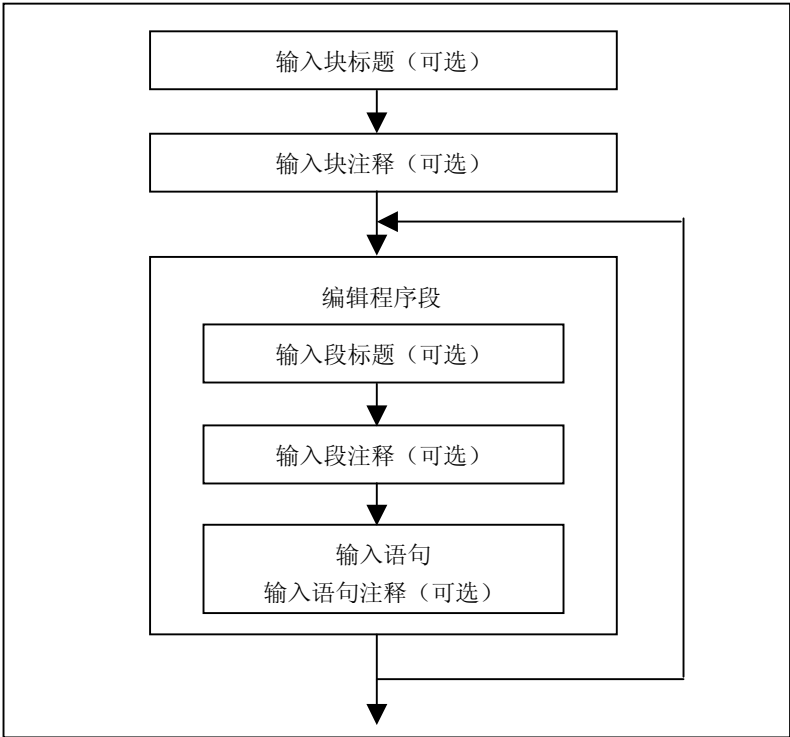 输入块标题（可选）
输入块注释（可选）
编辑程序段
输入段标题（可选）
输入段注释（可选）
输入语句
输入语句注释（可选）